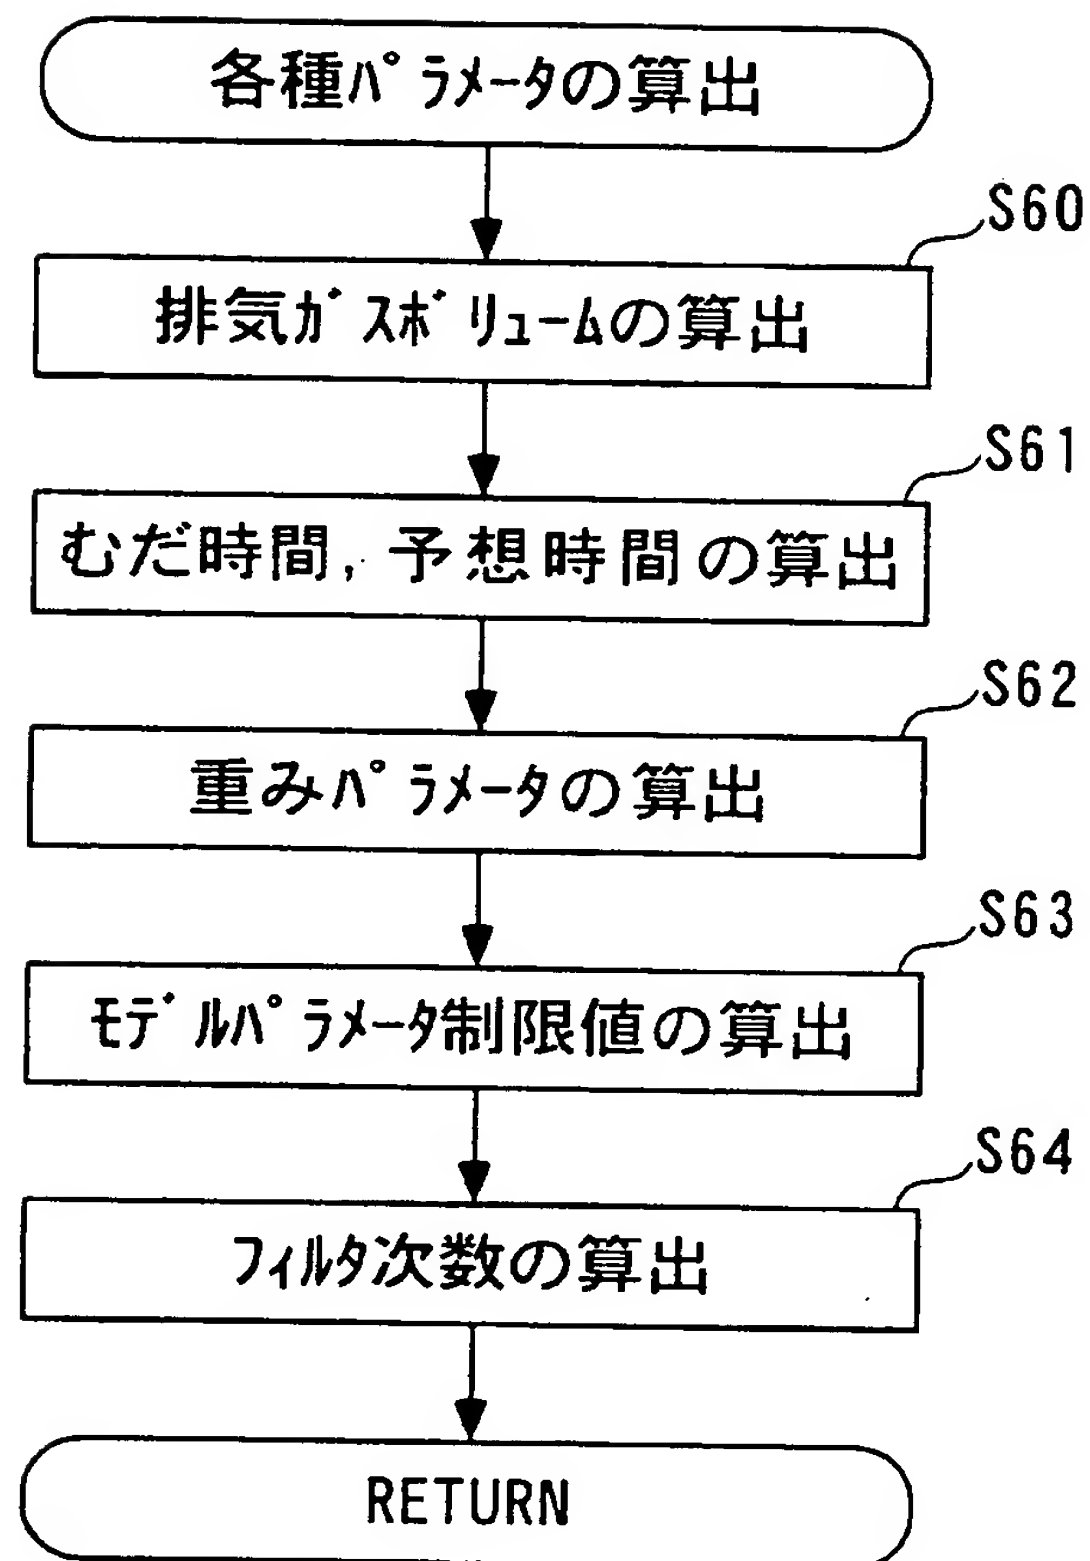 各種ﾊﾟﾗﾒｰﾀの算出
S60
排気ｶﾞｽﾎﾞﾘｭｰﾑの算出
S61
むだ時間, 予想時間の算出
S62
重みﾊﾟﾗﾒｰﾀの算出
S63
ﾓﾃﾞﾙﾊﾟﾗﾒｰﾀ制限値の算出
S64
ﾌｨﾙﾀ次数の算出
RETURN